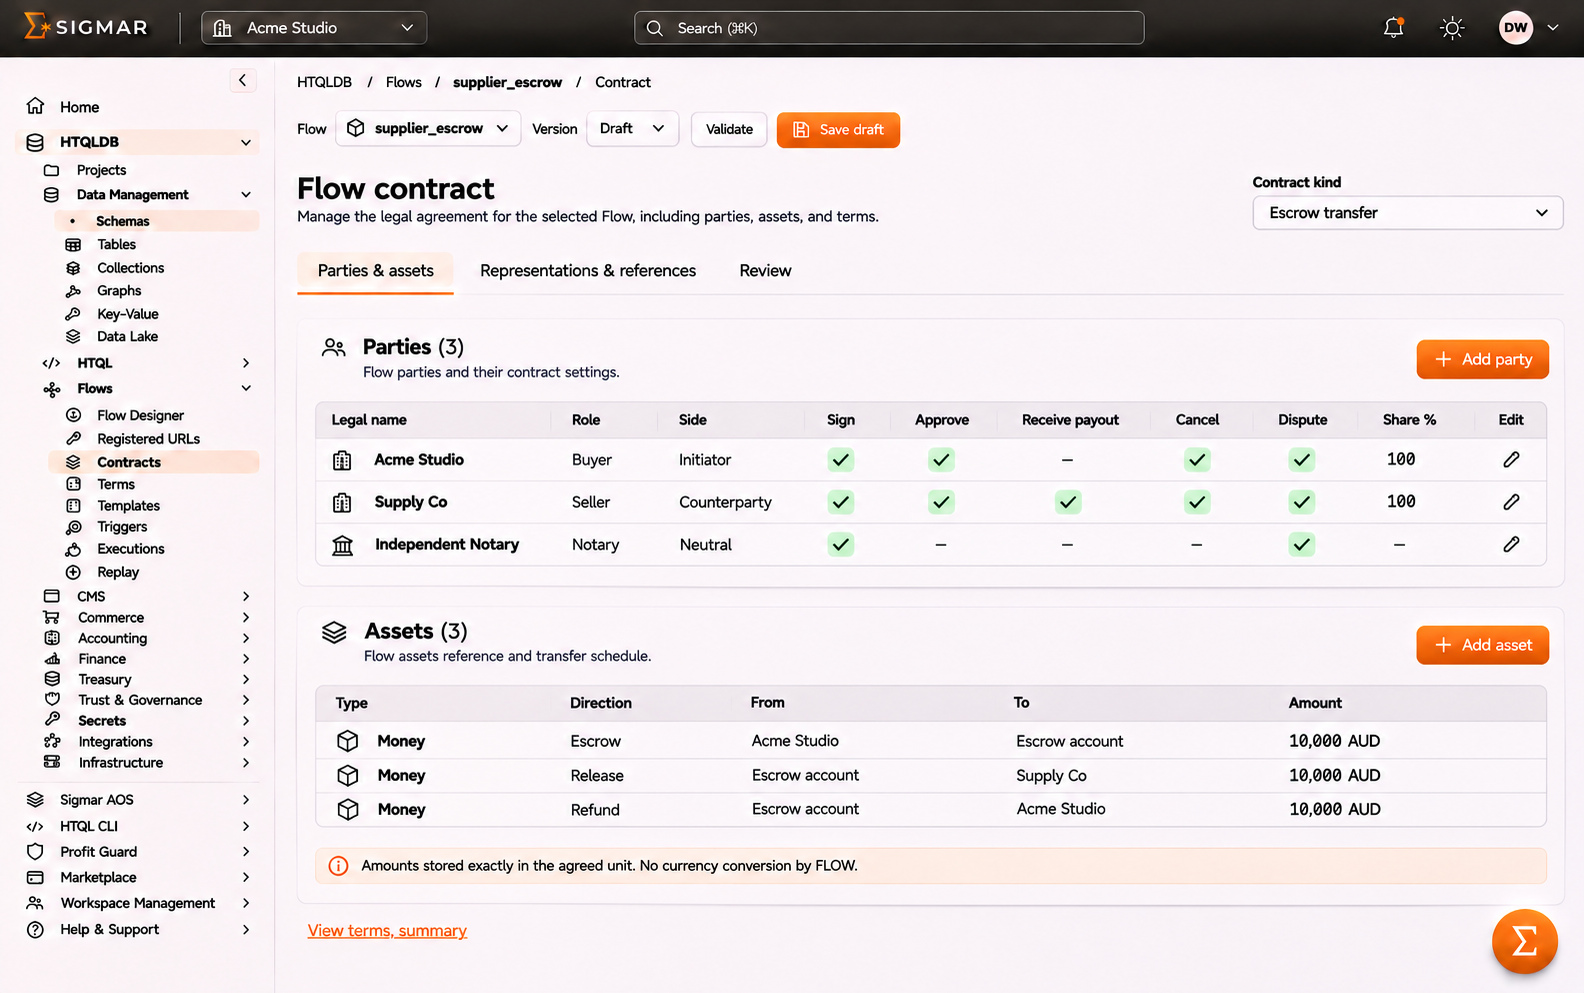 SIGMAR
Acme Studio
Search (⌘K)
DW
Home
HTQLDB
Projects
Data Management
Schemas
Tables
Collections
Graphs
Key-Value
Data Lake
HTQL
Flows
Flow Designer
Registered URLs
Contracts
Terms
Templates
Triggers
Executions
Replay
CMS
Commerce
Accounting
Finance
Treasury
Trust & Governance
Secrets
Integrations
Infrastructure
Sigmar AOS
HTQL CLI
Profit Guard
Marketplace
Workspace Management
Help & Support
HTQLDB / Flows / supplier_escrow / Contract
Flow supplier_escrow Version Draft Validate Save draft
Flow contract
Manage the legal agreement for the selected Flow, including parties, assets, and terms.
Contract kind
Escrow transfer
Parties & assets Representations & references Review
Parties (3)
Flow parties and their contract settings.
Add party
Legal name Role Side Sign Approve Receive payout Cancel Dispute Share % Edit
Acme Studio Buyer Initiator ✓ ✓ – ✓ ✓ 100
Supply Co Seller Counterparty ✓ ✓ ✓ ✓ ✓ 100
Independent Notary Notary Neutral ✓ – – – ✓ –
Assets (3)
Flow assets reference and transfer schedule.
Add asset
Type Direction From To Amount
Money Escrow Acme Studio Escrow account 10,000 AUD
Money Release Escrow account Supply Co 10,000 AUD
Money Refund Escrow account Acme Studio 10,000 AUD
Amounts stored exactly in the agreed unit. No currency conversion by FLOW.
View terms, summary
Σ